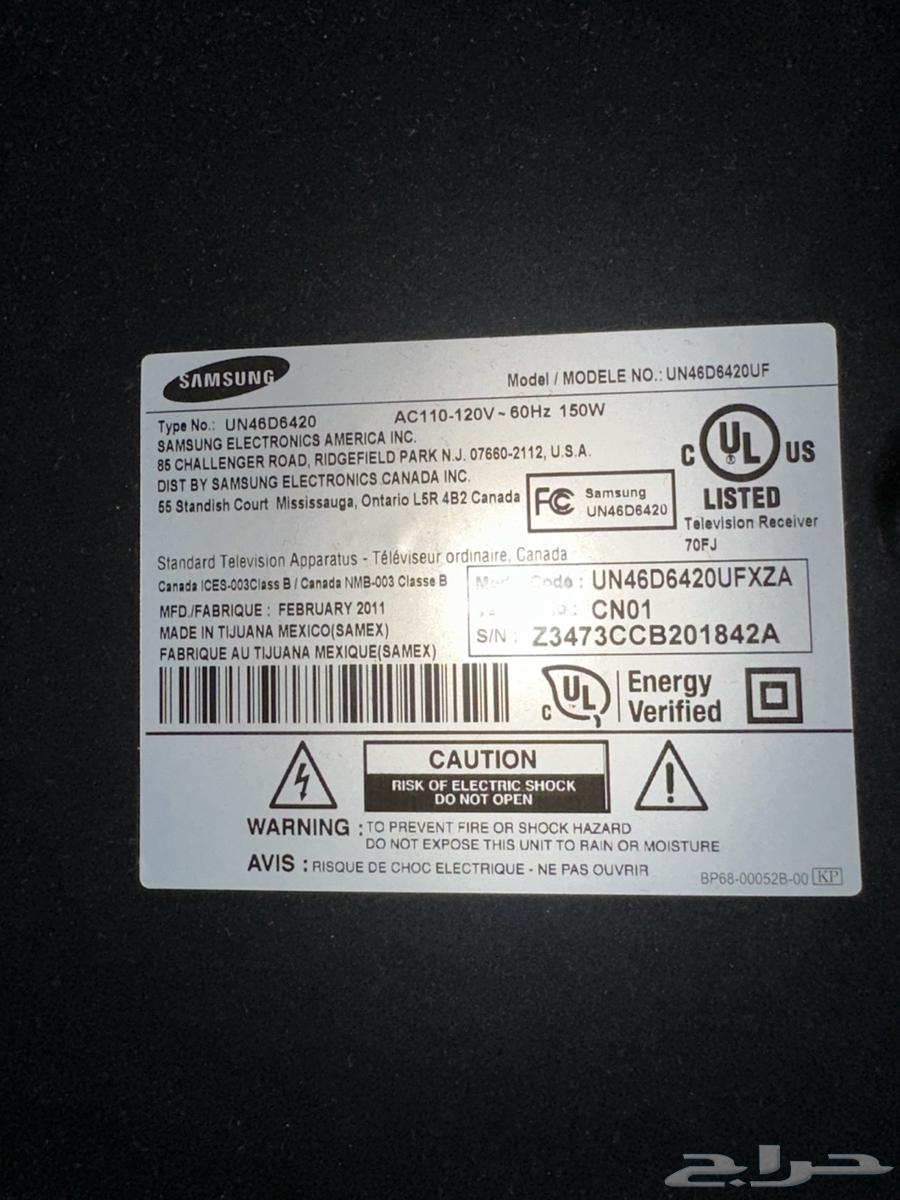 SAMSUNG
Model / MODELE NO.: UN46D6420UF
Type No.: UN46D6420 AC110-120V ~ 60Hz 150W
SAMSUNG ELECTRONICS AMERICA INC.
85 CHALLENGER ROAD, RIDGEFIELD PARK N.J. 07660-2112, U.S.A.
DIST BY SAMSUNG ELECTRONICS CANADA INC.
55 Standish Court Mississauga, Ontario L5R 4B2 Canada
FC Samsung
UN46D6420
C UL ® US
LISTED
Television Receiver
70FJ
Standard Television Apparatus - Téléviseur ordinaire, Canada
Canada ICES-003Class B / Canada NMB-003 Classe B
MFD./FABRIQUE : FEBRUARY 2011
MADE IN TIJUANA MEXICO(SAMEX)
FABRIQUE AU TIJUANA MEXIQUE(SAMEX)
Code : UN46D6420UFXZA
: CN01
S/N : Z3473CCB201842A
C UL Energy
Verified
CAUTION
RISK OF ELECTRIC SHOCK
DO NOT OPEN
WARNING : TO PREVENT FIRE OR SHOCK HAZARD
DO NOT EXPOSE THIS UNIT TO RAIN OR MOISTURE
AVIS : RISQUE DE CHOC ELECTRIQUE - NE PAS OUVRIR
BP68-00052B-00 KP
حراج